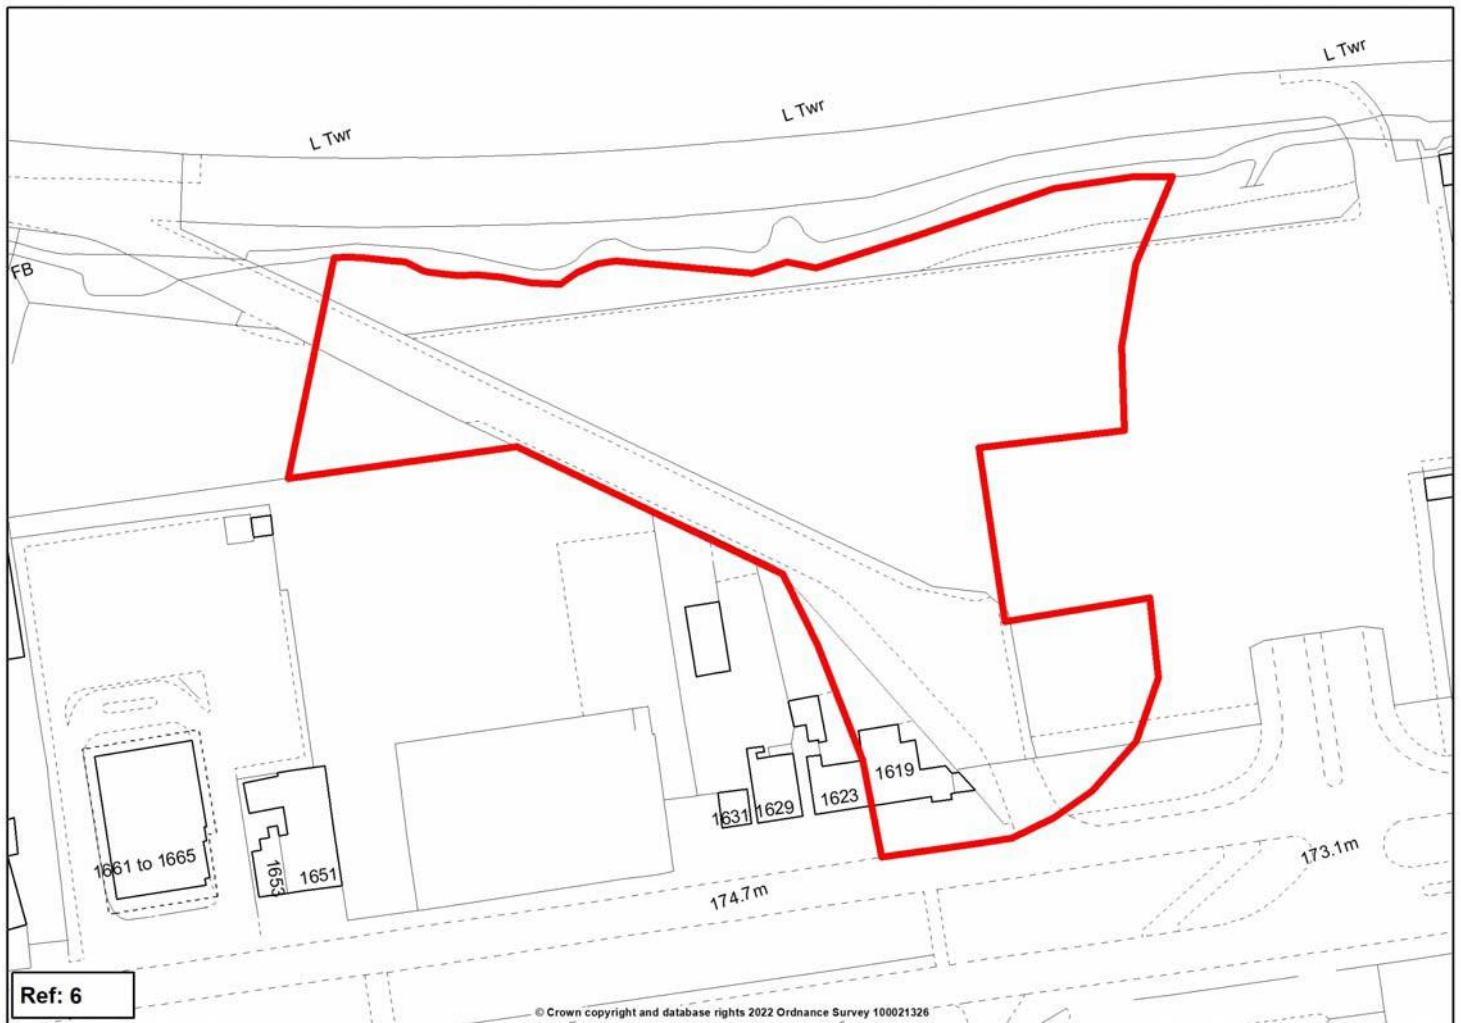 L Twr
L Twr
L Twr
FB
1619
1623
1629
1631
1661 to 1665
1653
1651
173.1m
174.7m
Ref: 6
© Crown copyright and database rights 2022 Ordnance Survey 100021326